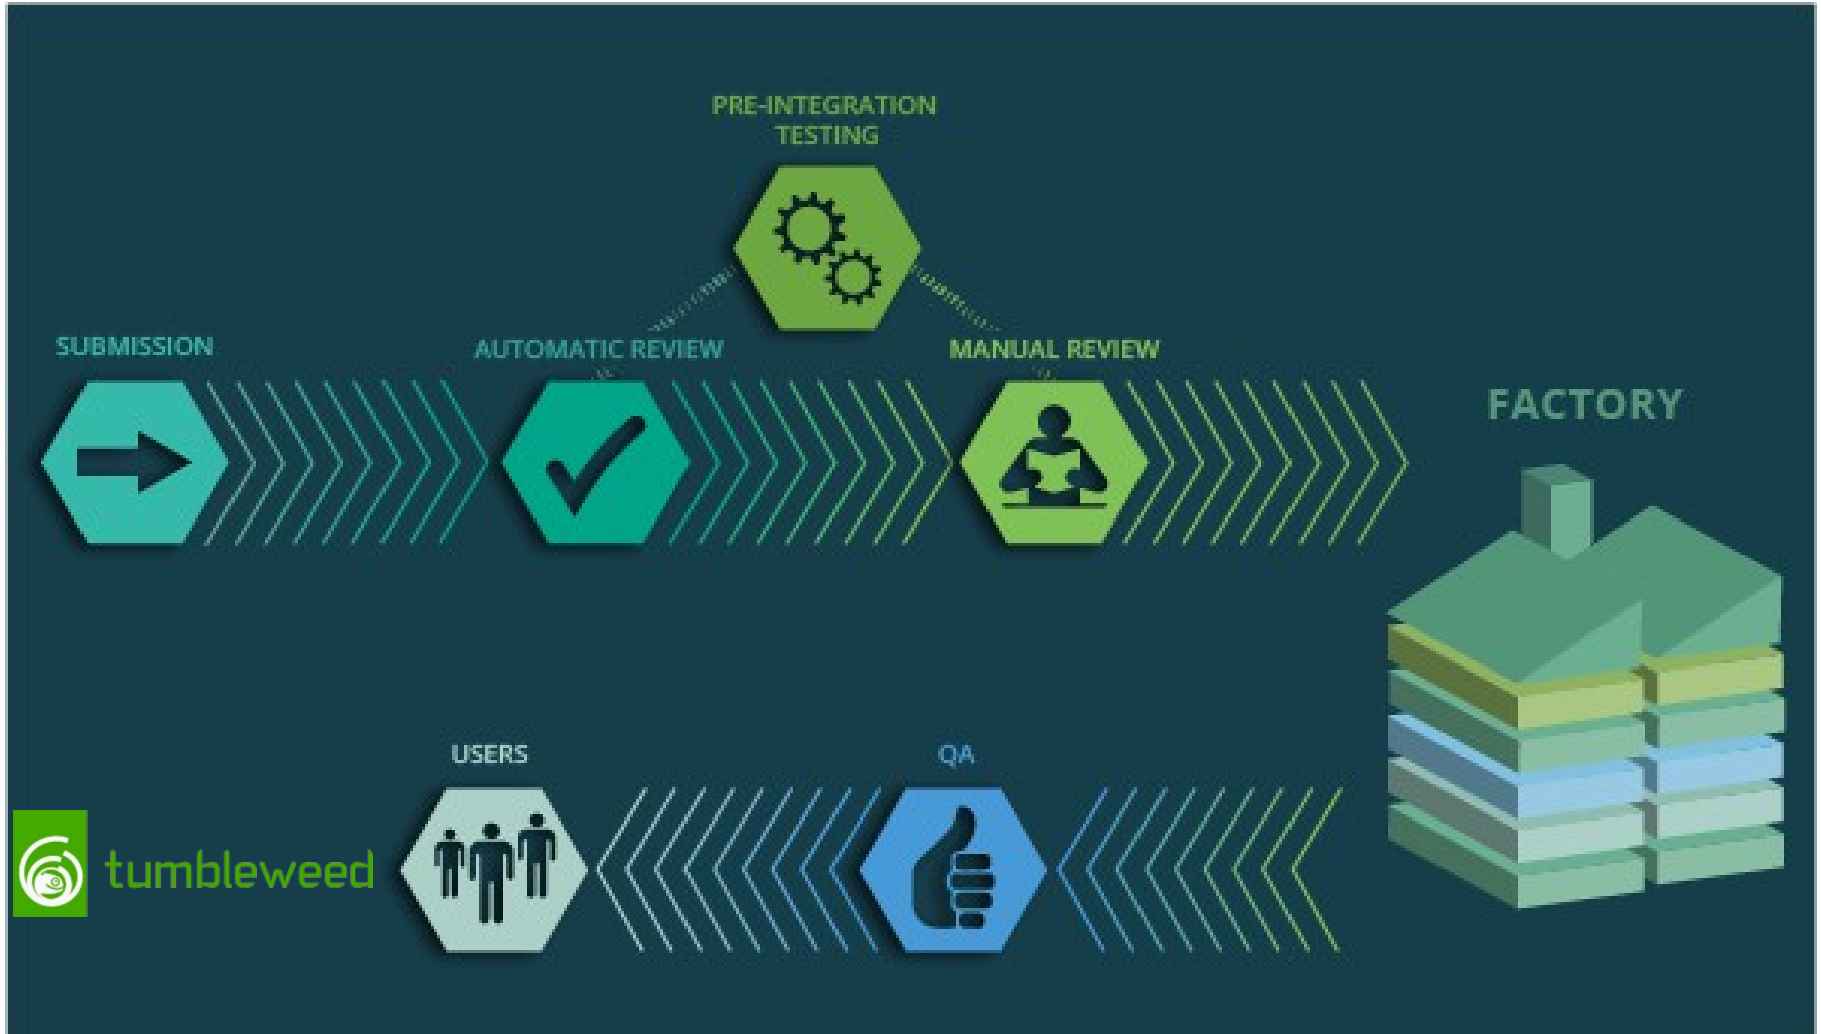 PRE-INTEGRATION
TESTING
SUBMISSION
AUTOMATIC REVIEW
MANUAL REVIEW
FACTORY
USERS
QA
tumbleweed